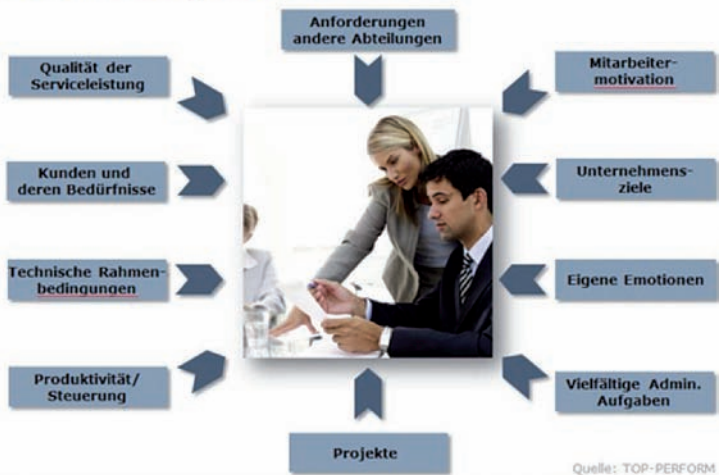 Anforderungen
andere Abteilungen
Qualität der
Serviceleistung
Mitarbeiter-
motivation
Kunden und
deren Bedürfnisse
Unternehmens-
ziele
Technische Rahmen-
bedingungen
Eigene Emotionen
Produktivität/
Steuerung
Vielfältige Admin.
Aufgaben
Projekte
Quelle: TOP-PERFORM